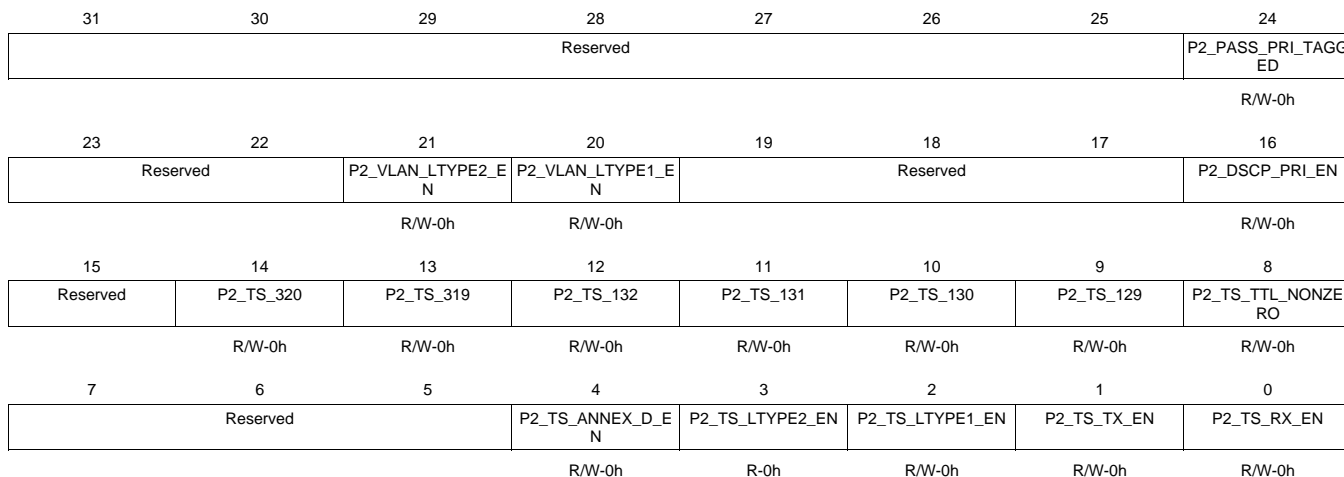 31 30 29 28 27 26 25 24
Reserved P2_PASS_PRI_TAGG
ED
R/W-0h
23 22 21 20 19 18 17 16
Reserved P2_VLAN_LTYPE2_E P2_VLAN_LTYPE1_E Reserved P2_DSCP_PRI_EN
N N
R/W-0h R/W-0h R/W-0h
15 14 13 12 11 10 9 8
Reserved P2_TS_320 P2_TS_319 P2_TS_132 P2_TS_131 P2_TS_130 P2_TS_129 P2_TS_TTL_NONZE
RO
R/W-0h R/W-0h R/W-0h R/W-0h R/W-0h R/W-0h R/W-0h
7 6 5 4 3 2 1 0
Reserved P2_TS_ANNEX_D_E P2_TS_LTYPE2_EN P2_TS_LTYPE1_EN P2_TS_TX_EN P2_TS_RX_EN
N
R/W-0h R-0h R/W-0h R/W-0h R/W-0h